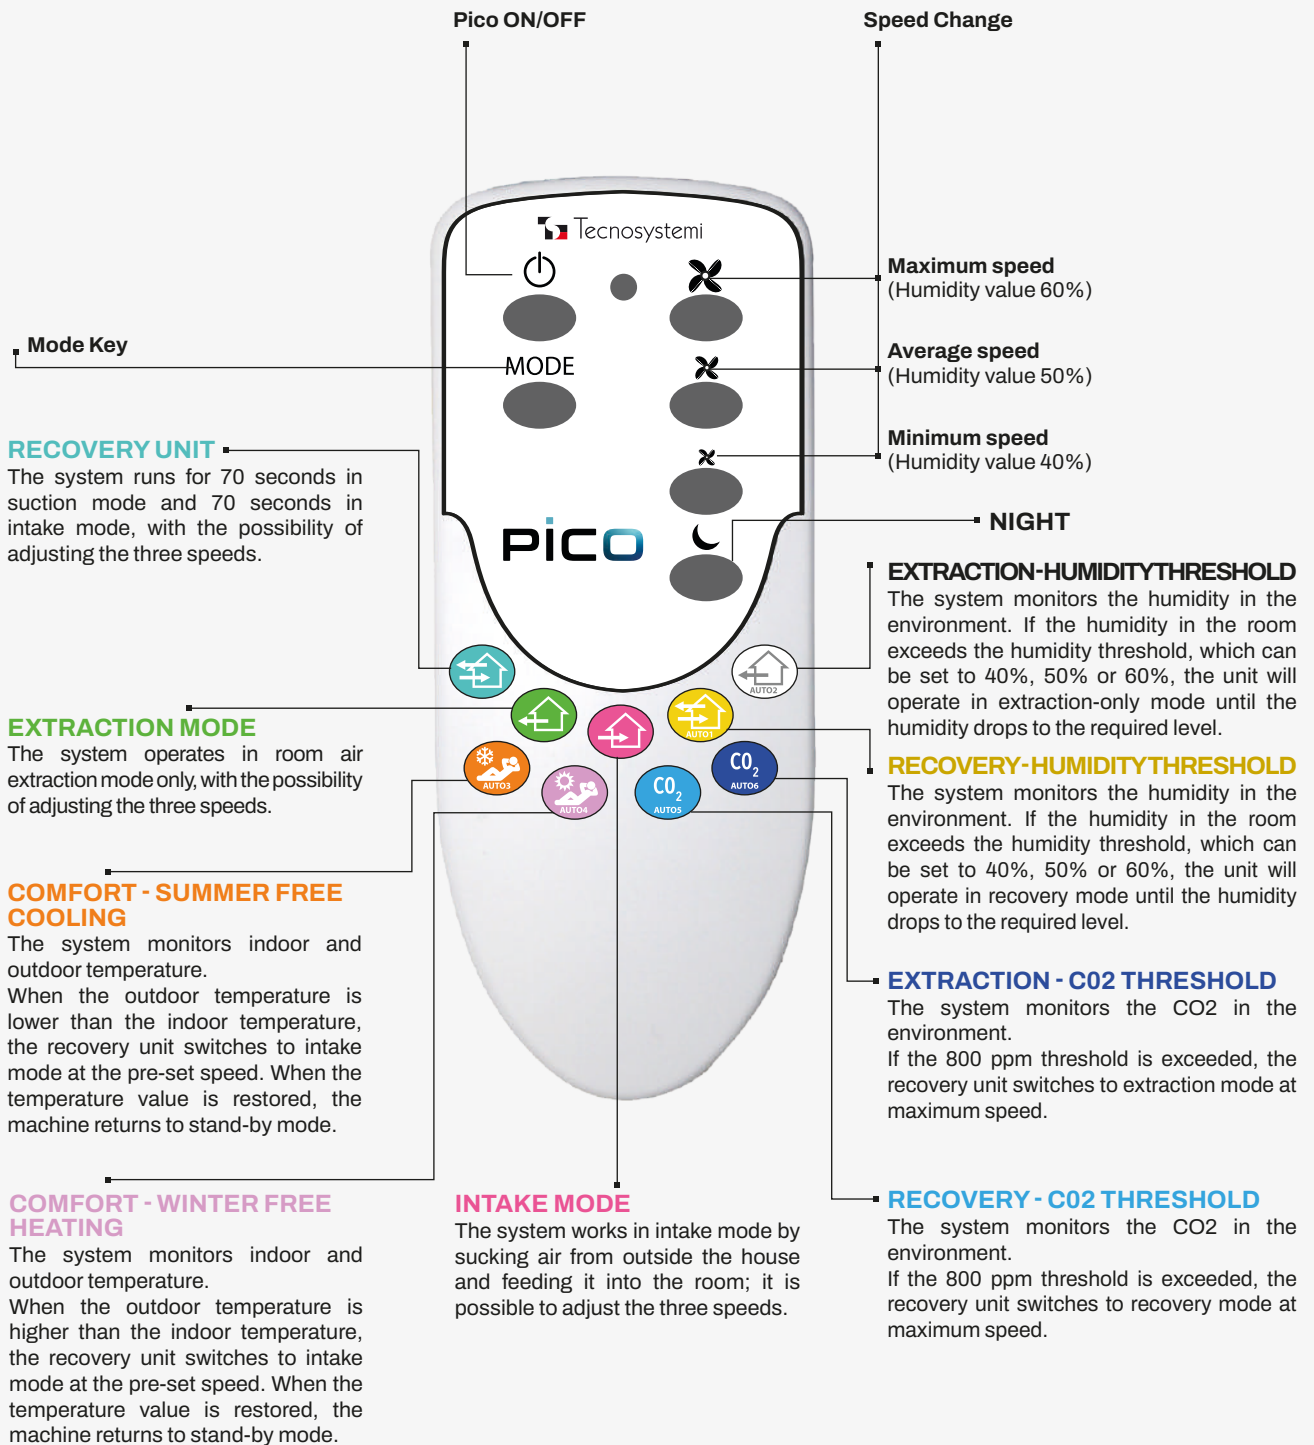 Pico ON/OFF
Speed Change
Tecnosystemi
Maximum speed
(Humidity value 60%)
Mode Key
MODE
Average speed
(Humidity value 50%)
Minimum speed
(Humidity value 40%)
RECOVERY UNIT
The system runs for 70 seconds in
suction mode and 70 seconds in
intake mode, with the possibility of
adjusting the three speeds.
PICO
NIGHT
EXTRACTION-HUMIDITY THRESHOLD
The system monitors the humidity in the
environment. If the humidity in the room
exceeds the humidity threshold, which can
be set to 40%, 50% or 60%, the unit will
operate in extraction-only mode until the
humidity drops to the required level.
AUTO2
AUTO1
EXTRACTION MODE
The system operates in room air
extraction mode only, with the possibility
of adjusting the three speeds.
AUTO3
AUTO4
CO2
AUTO5
CO2
AUTO6
RECOVERY-HUMIDITY THRESHOLD
The system monitors the humidity in the
environment. If the humidity in the room
exceeds the humidity threshold, which can
be set to 40%, 50% or 60%, the unit will
operate in recovery mode until the humidity
drops to the required level.
COMFORT - SUMMER FREE
COOLING
The system monitors indoor and
outdoor temperature.
When the outdoor temperature is
lower than the indoor temperature,
the recovery unit switches to intake
mode at the pre-set speed. When the
temperature value is restored, the
machine returns to stand-by mode.
EXTRACTION - C02 THRESHOLD
The system monitors the CO2 in the
environment.
If the 800 ppm threshold is exceeded, the
recovery unit switches to extraction mode at
maximum speed.
COMFORT - WINTER FREE
HEATING
The system monitors indoor and
outdoor temperature.
When the outdoor temperature is
higher than the indoor temperature,
the recovery unit switches to intake
mode at the pre-set speed. When the
temperature value is restored, the
machine returns to stand-by mode.
INTAKE MODE
The system works in intake mode by
sucking air from outside the house
and feeding it into the room; it is
possible to adjust the three speeds.
RECOVERY - C02 THRESHOLD
The system monitors the CO2 in the
environment.
If the 800 ppm threshold is exceeded, the
recovery unit switches to recovery mode at
maximum speed.